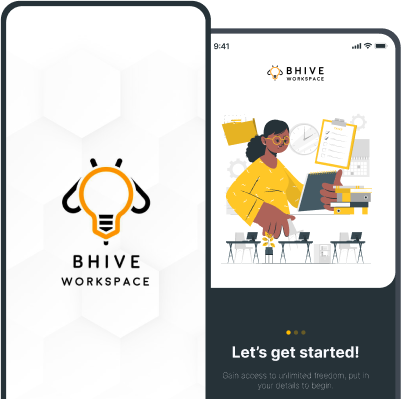 BHIVE
WORKSPACE
9:41
BHIVE
WORKSPACE
Let's get started!
Gain access to unlimited freedom, put in
your details to begin.